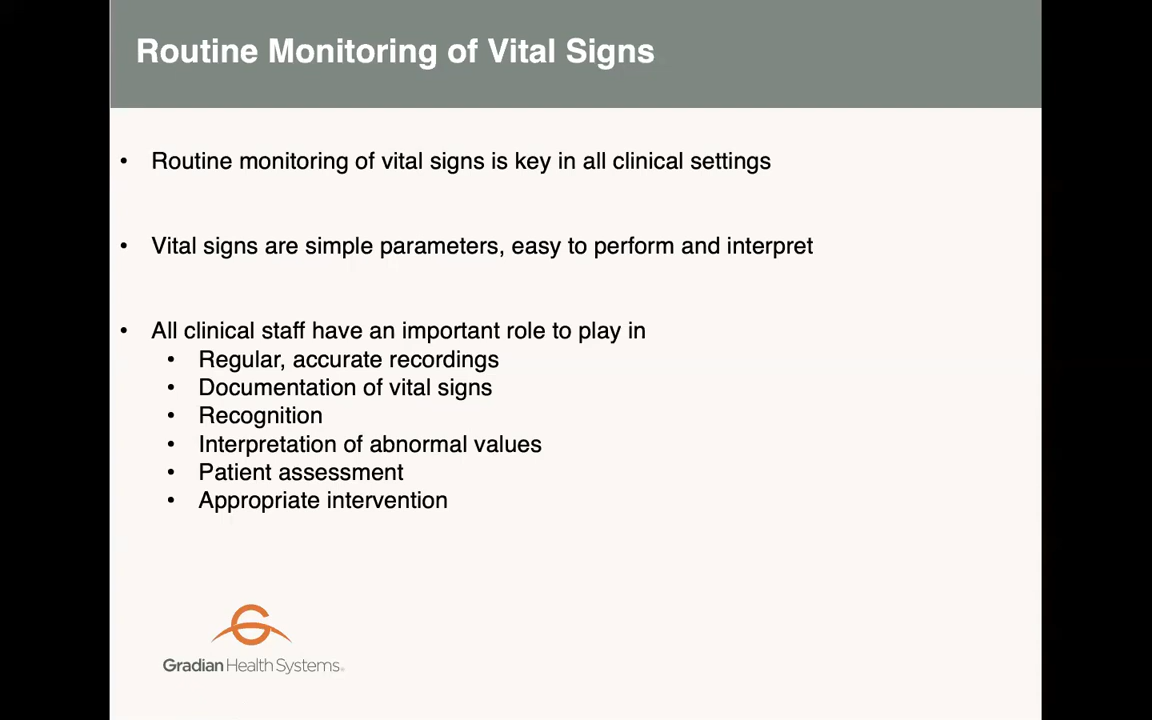 Routine Monitoring of Vital Signs
• Routine monitoring of vital signs is key in all clinical settings
• Vital signs are simple parameters, easy to perform and interpret
• All clinical staff have an important role to play in
• Regular, accurate recordings
• Documentation of vital signs
• Recognition
• Interpretation of abnormal values
• Patient assessment
• Appropriate intervention
Gradian Health Systems